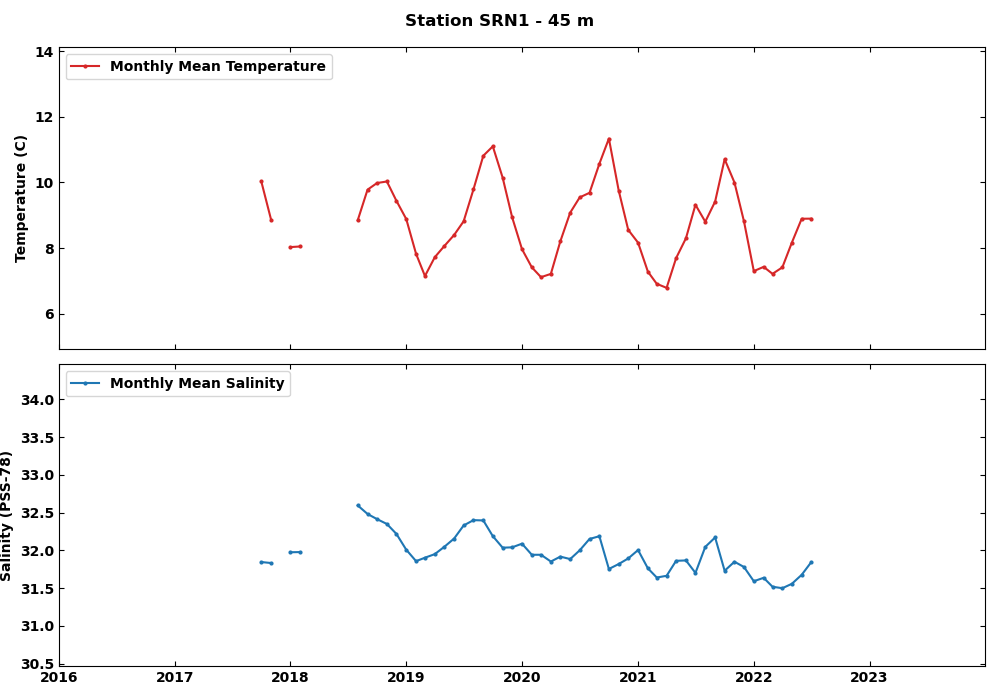 Station SRN1 - 45 m
Monthly Mean Temperature
Temperature (C)
14
12
10
8
6
Monthly Mean Salinity
Salinity (PSS-78)
34.0
33.5
33.0
32.5
32.0
31.5
31.0
30.5
2016 2017 2018 2019 2020 2021 2022 2023